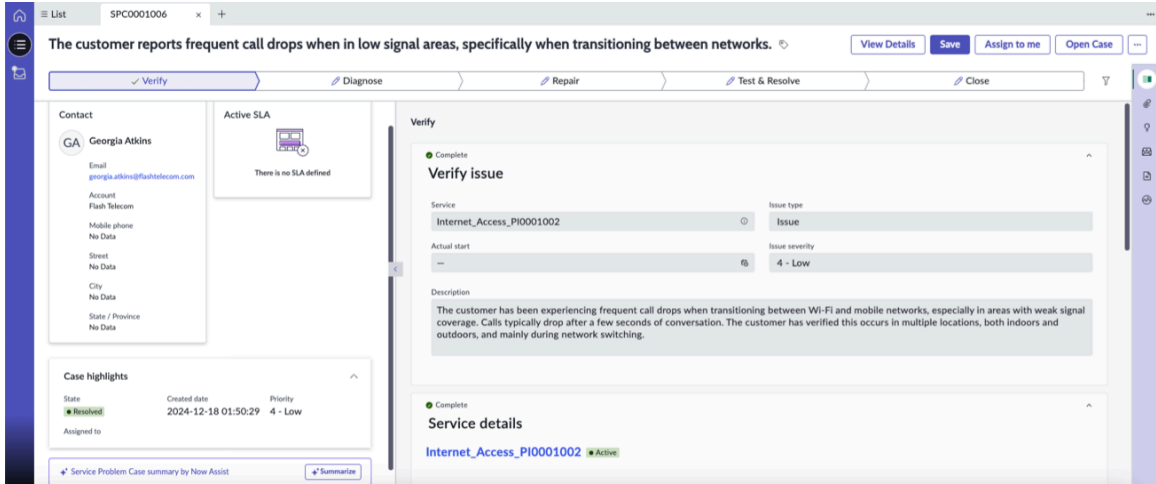 List
SPC0001006
The customer reports frequent call drops when in low signal areas, specifically when transitioning between networks.
View Details
Save
Assign to me
Open Case
Verify
Diagnose
Repair
Test & Resolve
Close
Contact
GA
Georgia Atkins
Email
georgia.atkins@flashtelecom.com
Account
Flash Telecom
Mobile phone
No Data
Street
No Data
City
No Data
State / Province
No Data
Active SLA
There is no SLA defined
Case highlights
State
Resolved
Created date
2024-12-18 01:50:29
Priority
4 - Low
Assigned to
Service Problem Case summary by Now Assist
Summarize
Verify
Complete
Verify issue
Service
Internet_Access_PI0001002
Issue type
Issue
Actual start
—
Issue severity
4 - Low
Description
The customer has been experiencing frequent call drops when transitioning between Wi-Fi and mobile networks, especially in areas with weak signal
coverage. Calls typically drop after a few seconds of conversation. The customer has verified this occurs in multiple locations, both indoors and
outdoors, and mainly during network switching.
Complete
Service details
Internet_Access_PI0001002
Active